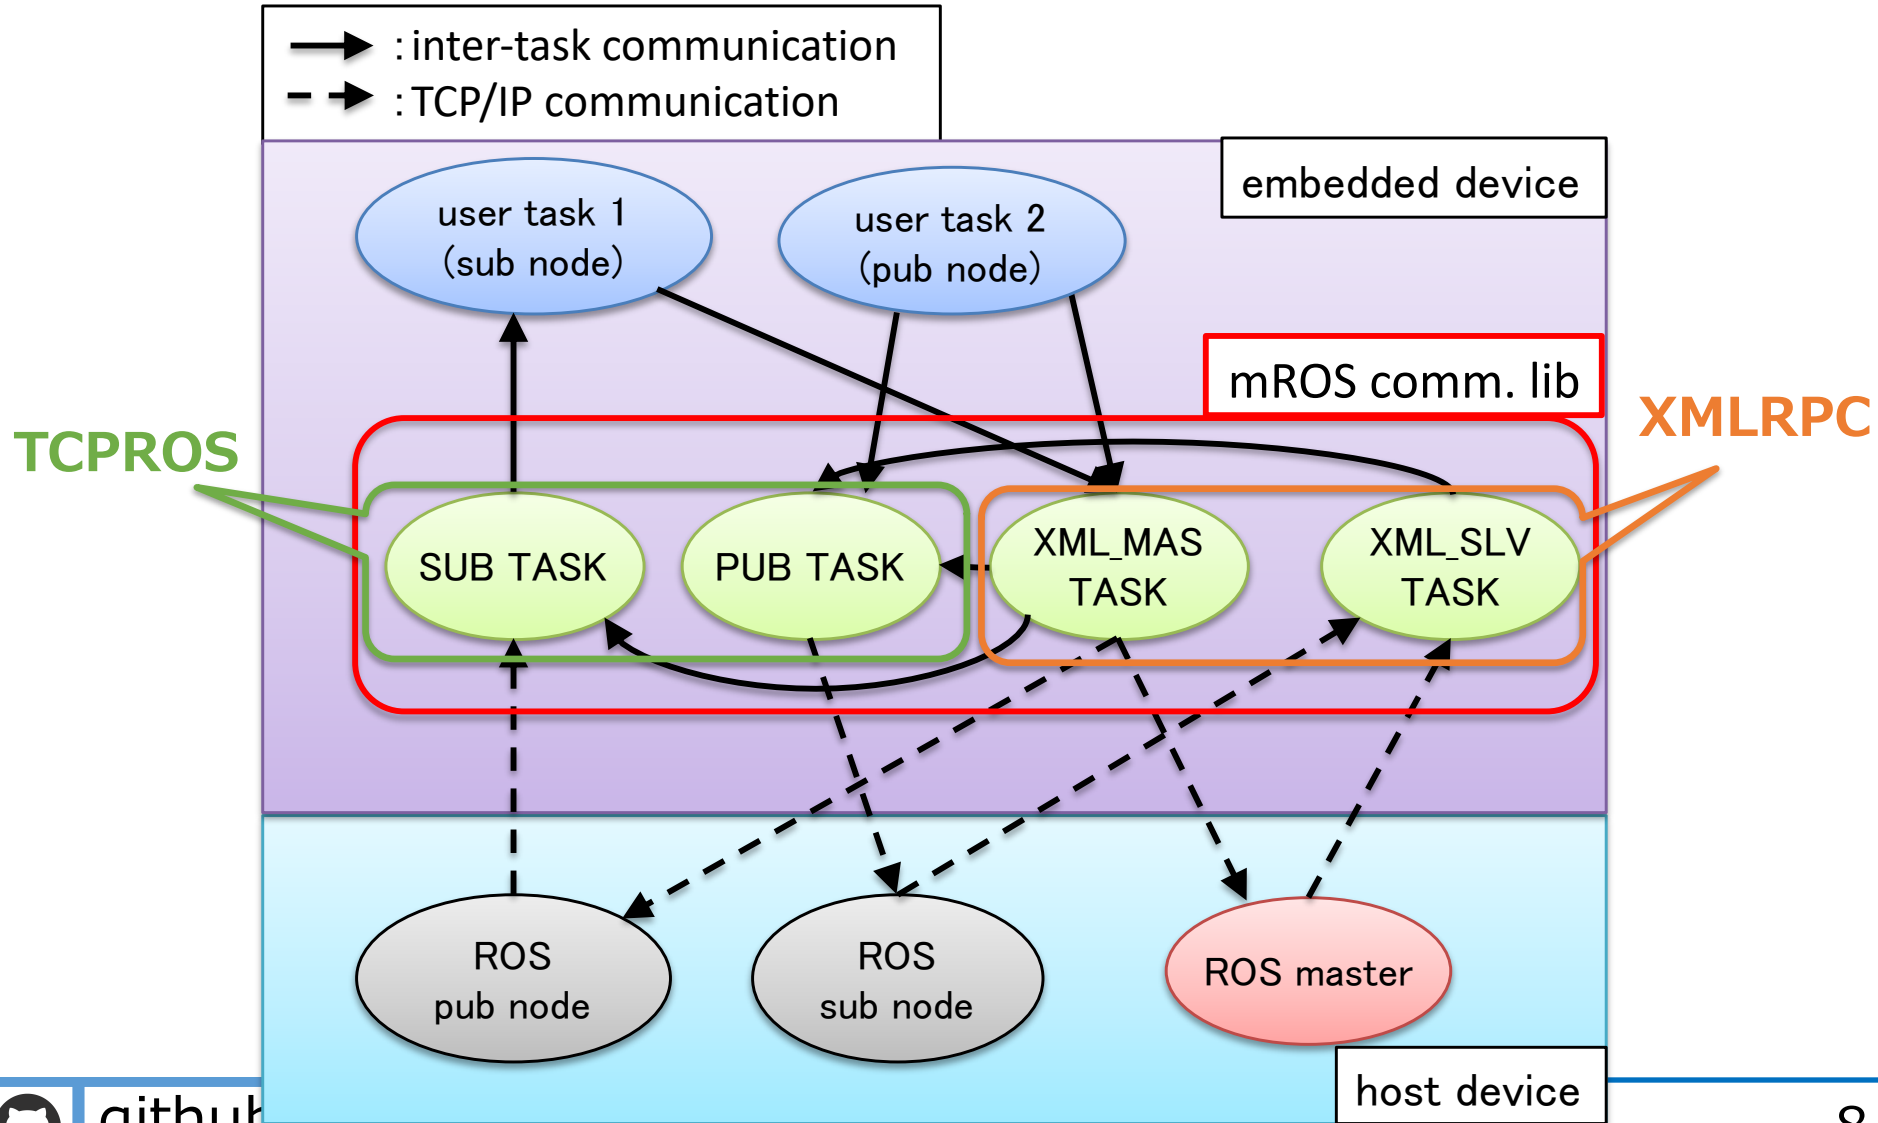 : inter-task communication
: TCP/IP communication
embedded device
user task 1
(sub node)
user task 2
(pub node)
mROS comm. lib
TCPROS
XMLRPC
SUB TASK
PUB TASK
XML_MAS
TASK
XML_SLV
TASK
ROS
pub node
ROS
sub node
ROS master
host device